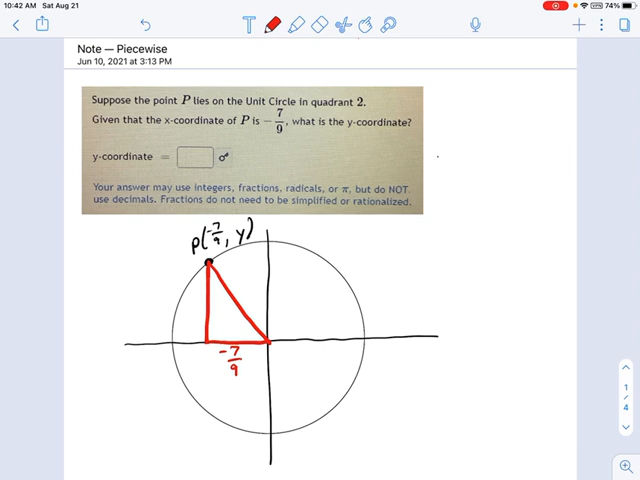 10:42 AM Sat Aug 21
74%
Note — Piecewise
Jun 10, 2021 at 3:13 PM
Suppose the point P lies on the Unit Circle in quadrant 2.
Given that the x-coordinate of P is -7/9, what is the y-coordinate?
y-coordinate =
Your answer may use integers, fractions, radicals, or π, but do NOT
use decimals. Fractions do not need to be simplified or rationalized.
P(-7/9, y)
-7/9
1
/
4